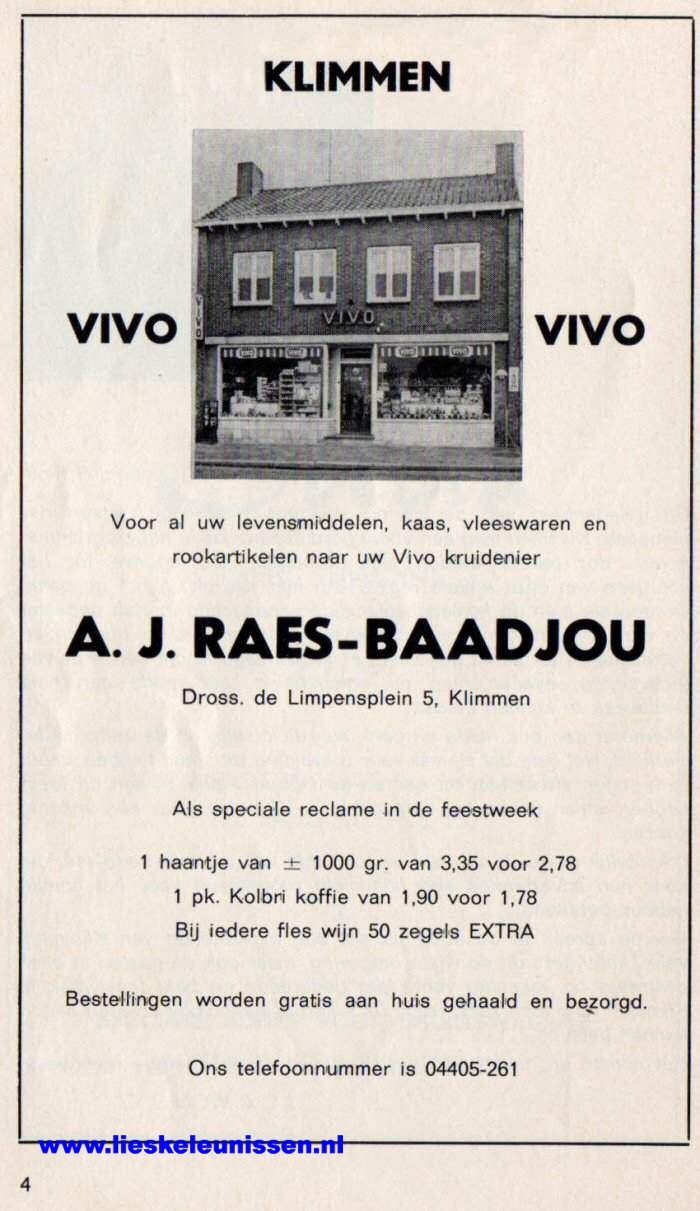 KLIMMEN
VIVO
VIVO
VIVO
VIVO
Voor al uw levensmiddelen, kaas, vleeswaren en
rookartikelen naar uw Vivo kruidenier
A. J. RAES-BAADJOU
Dross. de Limpensplein 5, Klimmen
Als speciale reclame in de feestweek
1 haantje van ± 1000 gr. van 3,35 voor 2,78
1 pk. Kolbri koffie van 1,90 voor 1,78
Bij iedere fles wijn 50 zegels EXTRA
Bestellingen worden gratis aan huis gehaald en bezorgd.
Ons telefoonnummer is 04405-261
www.lieskeleunissen.nl
4